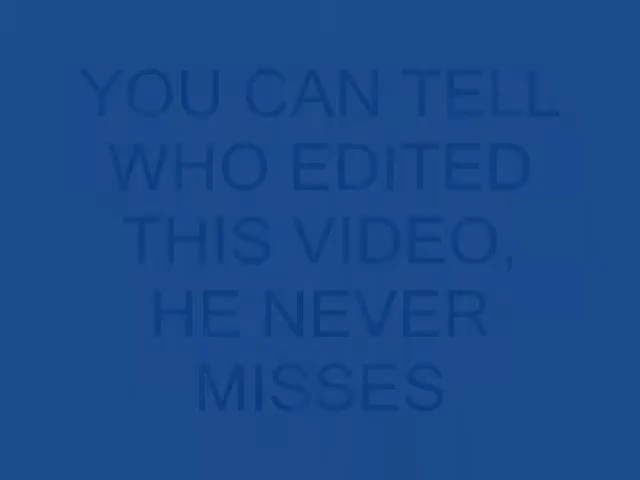 YOU CAN TELL
WHO EDITED
THIS VIDEO,
HE NEVER
MISSES